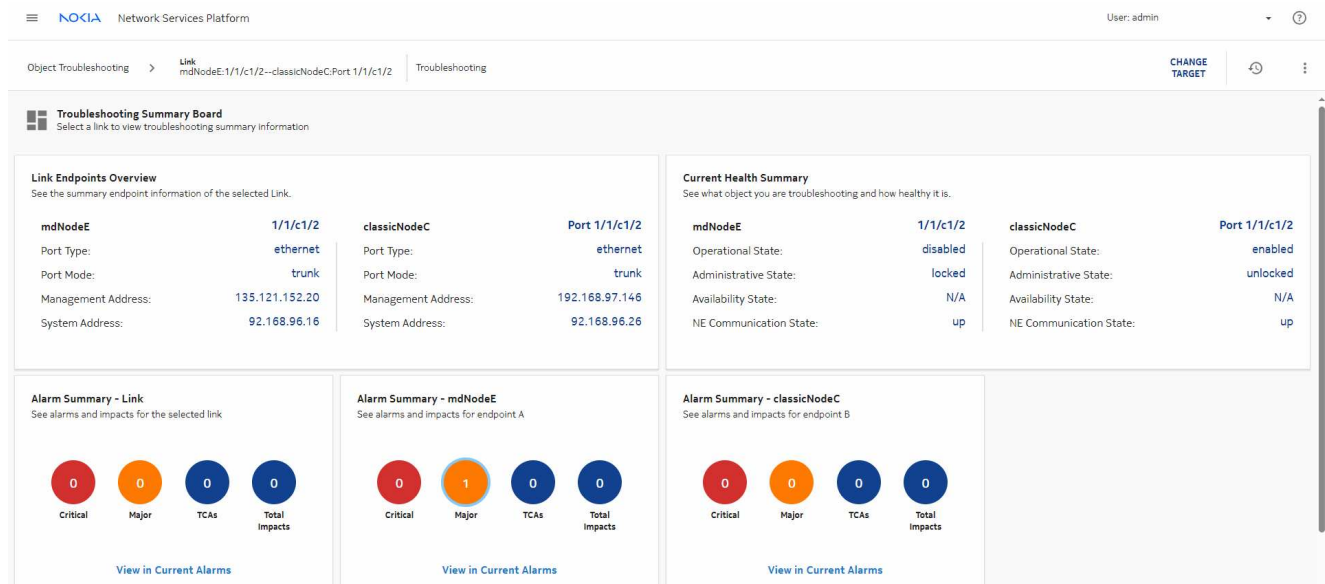 NOKIA Network Services Platform
User: admin
Object Troubleshooting
Link
mdNodeE:1/1/c1/2--classicNodeC:Port 1/1/c1/2
Troubleshooting
CHANGE
TARGET
Troubleshooting Summary Board
Select a link to view troubleshooting summary information
Link Endpoints Overview
See the summary endpoint information of the selected Link.
mdNodeE 1/1/c1/2
Port Type: ethernet
Port Mode: trunk
Management Address: 135.121.152.20
System Address: 92.168.96.16
classicNodeC Port 1/1/c1/2
Port Type: ethernet
Port Mode: trunk
Management Address: 192.168.97.146
System Address: 92.168.96.26
Current Health Summary
See what object you are troubleshooting and how healthy it is.
mdNodeE 1/1/c1/2
Operational State: disabled
Administrative State: locked
Availability State: N/A
NE Communication State: up
classicNodeC Port 1/1/c1/2
Operational State: enabled
Administrative State: unlocked
Availability State: N/A
NE Communication State: up
Alarm Summary - Link
See alarms and impacts for the selected link
0 0 0 0
Critical Major TCAs Total
Impacts
View in Current Alarms
Alarm Summary - mdNodeE
See alarms and impacts for endpoint A
0 1 0 0
Critical Major TCAs Total
Impacts
View in Current Alarms
Alarm Summary - classicNodeC
See alarms and impacts for endpoint B
0 0 0 0
Critical Major TCAs Total
Impacts
View in Current Alarms